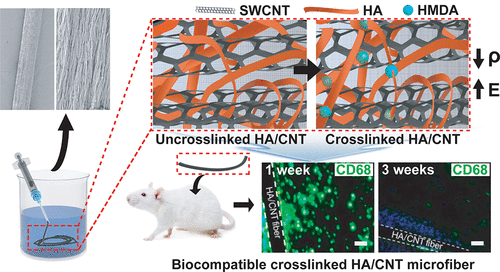 SWCNT HA HMDA
ρ
E
Uncrosslinked HA/CNT Crosslinked HA/CNT
1 week CD68 3 weeks CD68
HA/CNT fiber HA/CNT fiber
Biocompatible crosslinked HA/CNT microfiber